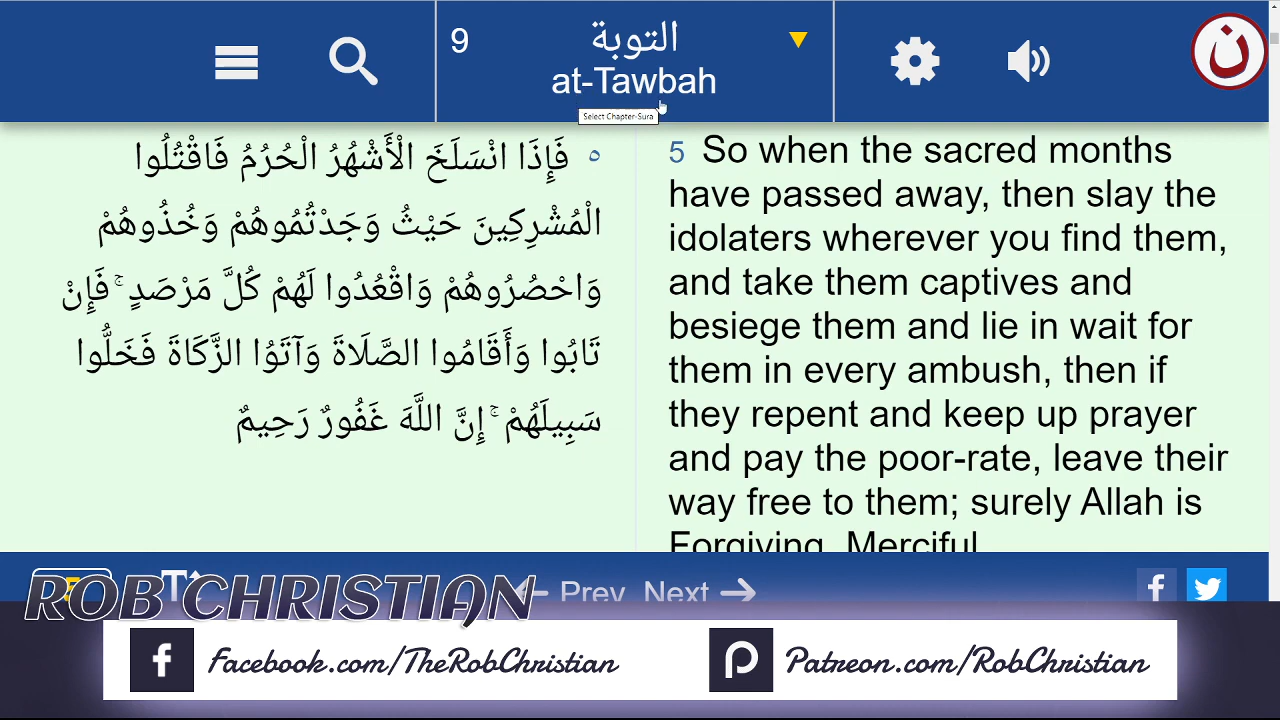 9
التوبة
at-Tawbah
Select Chapter-Sura
ن
٥ فَإِذَا انْسَلَخَ الْأَشْهُرُ الْحُرُمُ فَاقْتُلُوا
الْمُشْرِكِينَ حَيْثُ وَجَدْتُمُوهُمْ وَخُذُوهُمْ
وَاحْصُرُوهُمْ وَاقْعُدُوا لَهُمْ كُلَّ مَرْصَدٍ ۚ فَإِنْ
تَابُوا وَأَقَامُوا الصَّلَاةَ وَآتَوُا الزَّكَاةَ فَخَلُّوا
سَبِيلَهُمْ ۚ إِنَّ اللَّهَ غَفُورٌ رَحِيمٌ
5 So when the sacred months
have passed away, then slay the
idolaters wherever you find them,
and take them captives and
besiege them and lie in wait for
them in every ambush, then if
they repent and keep up prayer
and pay the poor-rate, leave their
way free to them; surely Allah is
Forgiving, Merciful
Prev Next
ROB CHRISTIAN
Facebook.com/TheRobChristian
Patreon.com/RobChristian